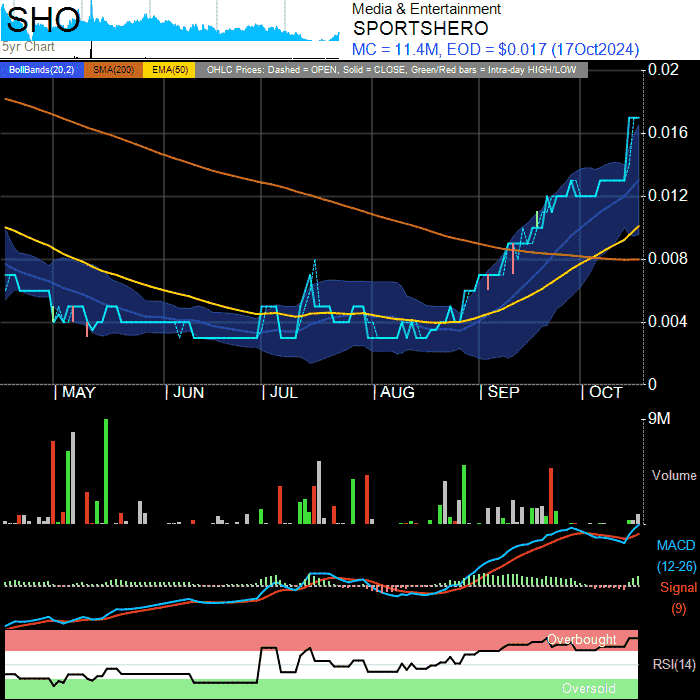 SHO
5yr Chart
Media & Entertainment
SPORTSHERO
MC = 11.4M, EOD = $0.017 (17Oct2024)
BollBands(20,2) SMA(200) EMA(50) OHLC Prices: Dashed = OPEN, Solid = CLOSE, Green/Red bars = Intra-day HIGH/LOW
0.02
0.016
0.012
0.008
0.004
0
MAY JUN JUL AUG SEP OCT
9M
Volume
MACD
(12-26)
Signal
(9)
Overbought
RSI(14)
Oversold